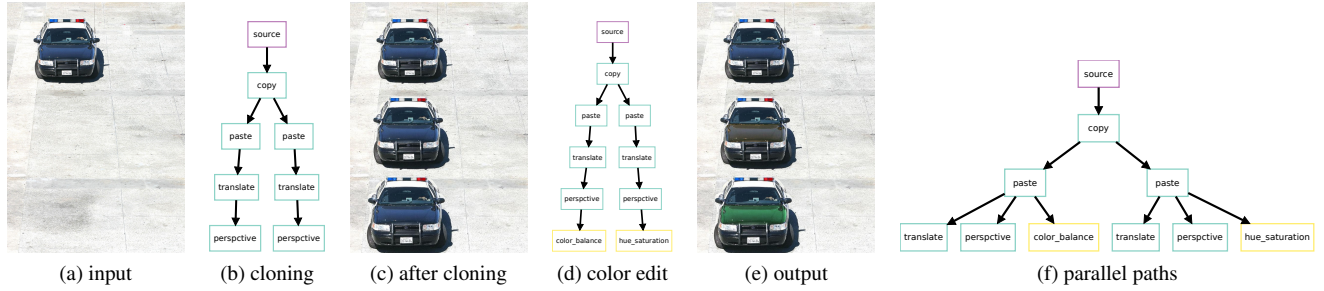 source
copy
paste paste
translate translate
perspctive perspctive
source
copy
paste paste
translate translate
perspctive perspctive
color_balance hue_saturation
source
copy
paste paste
translate perspctive color_balance translate perspctive hue_saturation
(a) input (b) cloning (c) after cloning (d) color edit (e) output (f) parallel paths